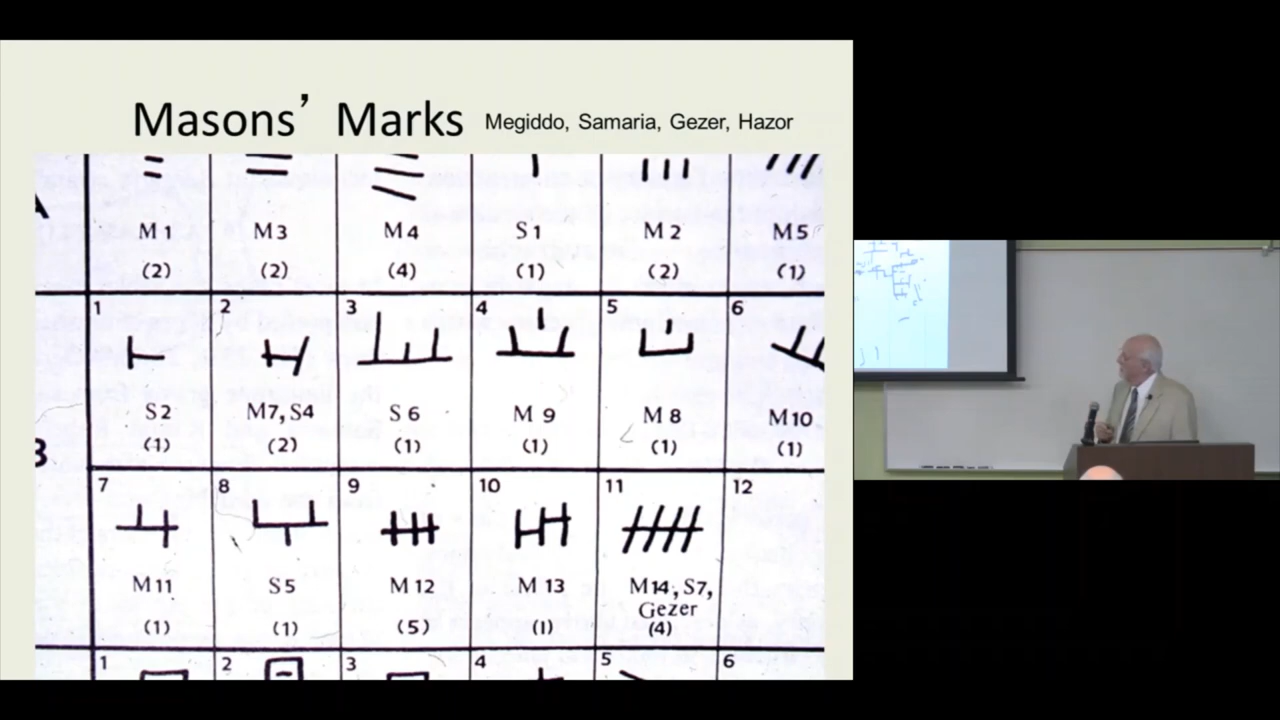 Masons’ Marks Megiddo, Samaria, Gezer, Hazor
M1 M3 M4 S1 M2 M5
(2) (2) (4) (1) (2) (1)
1 2 3 4 5 6
S2 M7, S4 S6 M9 M8 M10
(1) (2) (1) (1) (1) (1)
7 8 9 10 11 12
M11 S5 M12 M13 M14, S7,
Gezer
(1) (1) (5) (1) (4)
1 2 3 4 5 6